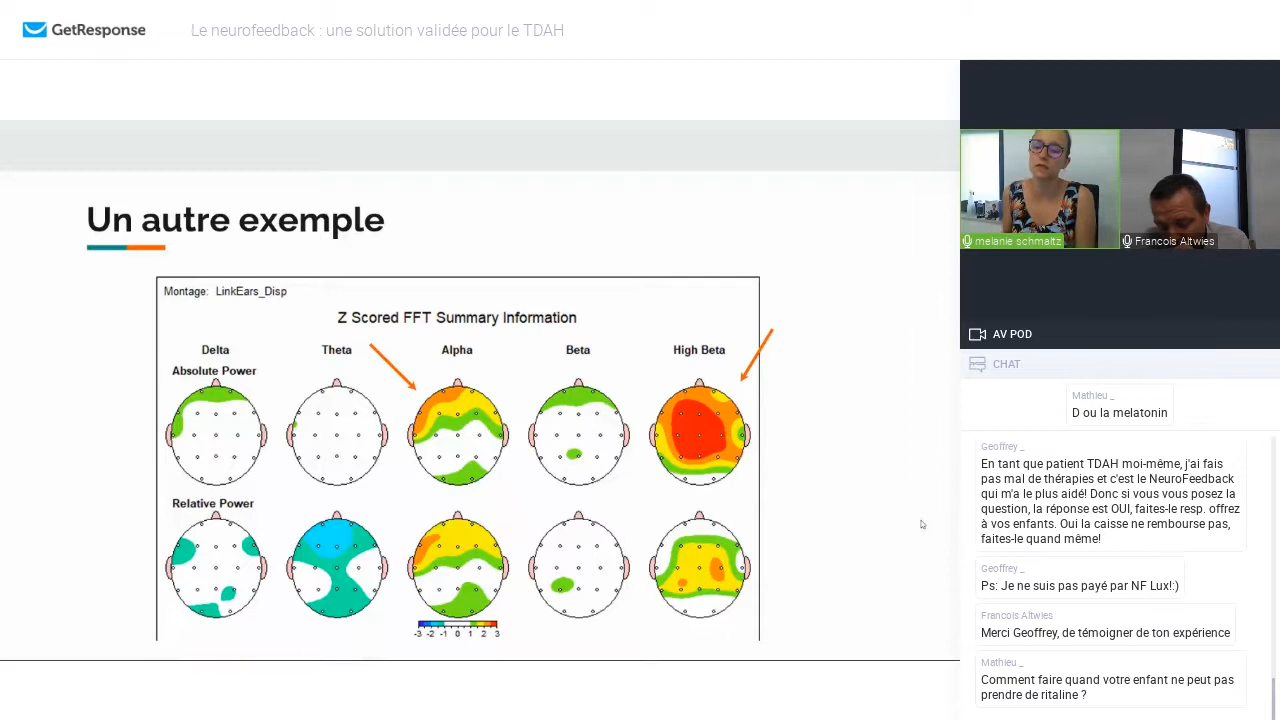 GetResponse
Le neurofeedback : une solution validée pour le TDAH
Un autre exemple
Montage: LinkEars_Disp
Z Scored FFT Summary Information
Delta Theta Alpha Beta High Beta
Absolute Power
Relative Power
-3 -2 -1 0 1 2 3
melanie schmaltz
Francois Altwies
AV POD
CHAT
Mathieu _
D ou la melatonin
Geoffrey _
En tant que patient TDAH moi-même, j'ai fais
pas mal de thérapies et c'est le NeuroFeedback
qui m'a le plus aidé! Donc si vous vous posez la
question, la réponse est OUI, faites-le resp. offrez
à vos enfants. Oui la caisse ne rembourse pas,
faites-le quand même!
Geoffrey _
Ps: Je ne suis pas payé par NF Lux!:)
Francois Altwies
Merci Geoffrey, de témoigner de ton expérience
Mathieu _
Comment faire quand votre enfant ne peut pas
prendre de ritaline ?